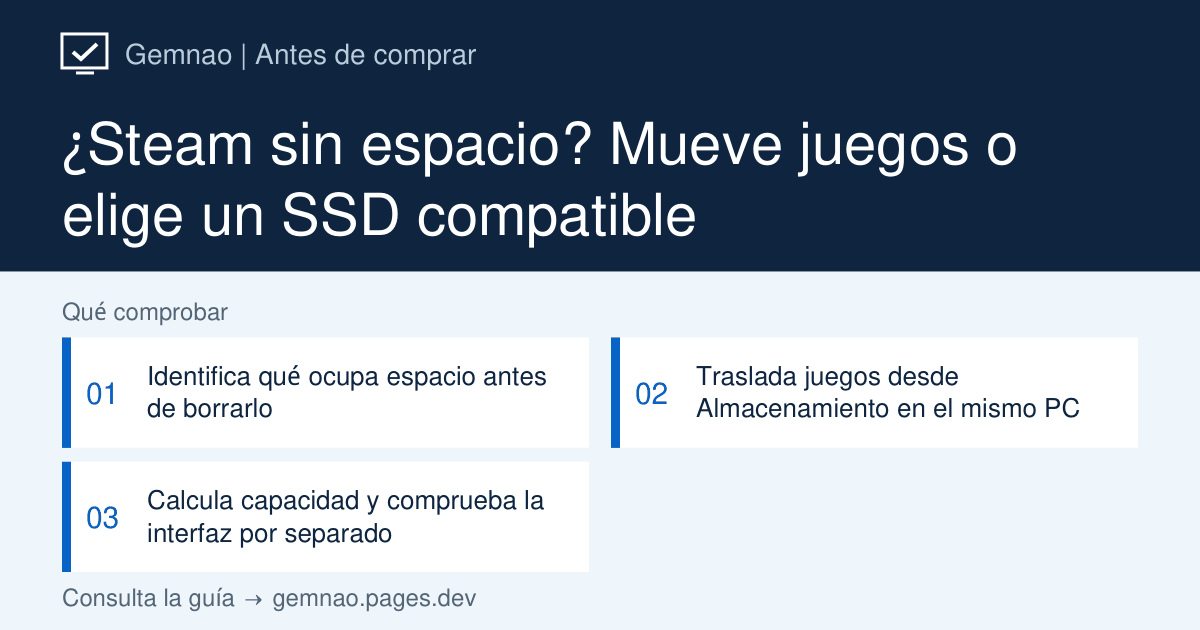 Gemnao | Antes de comprar
¿Steam sin espacio? Mueve juegos o
elige un SSD compatible
Qué comprobar
01
Identifica qué ocupa espacio antes
de borrarlo
02
Traslada juegos desde
Almacenamiento en el mismo PC
03
Calcula capacidad y comprueba la
interfaz por separado
Consulta la guía → gemnao.pages.dev